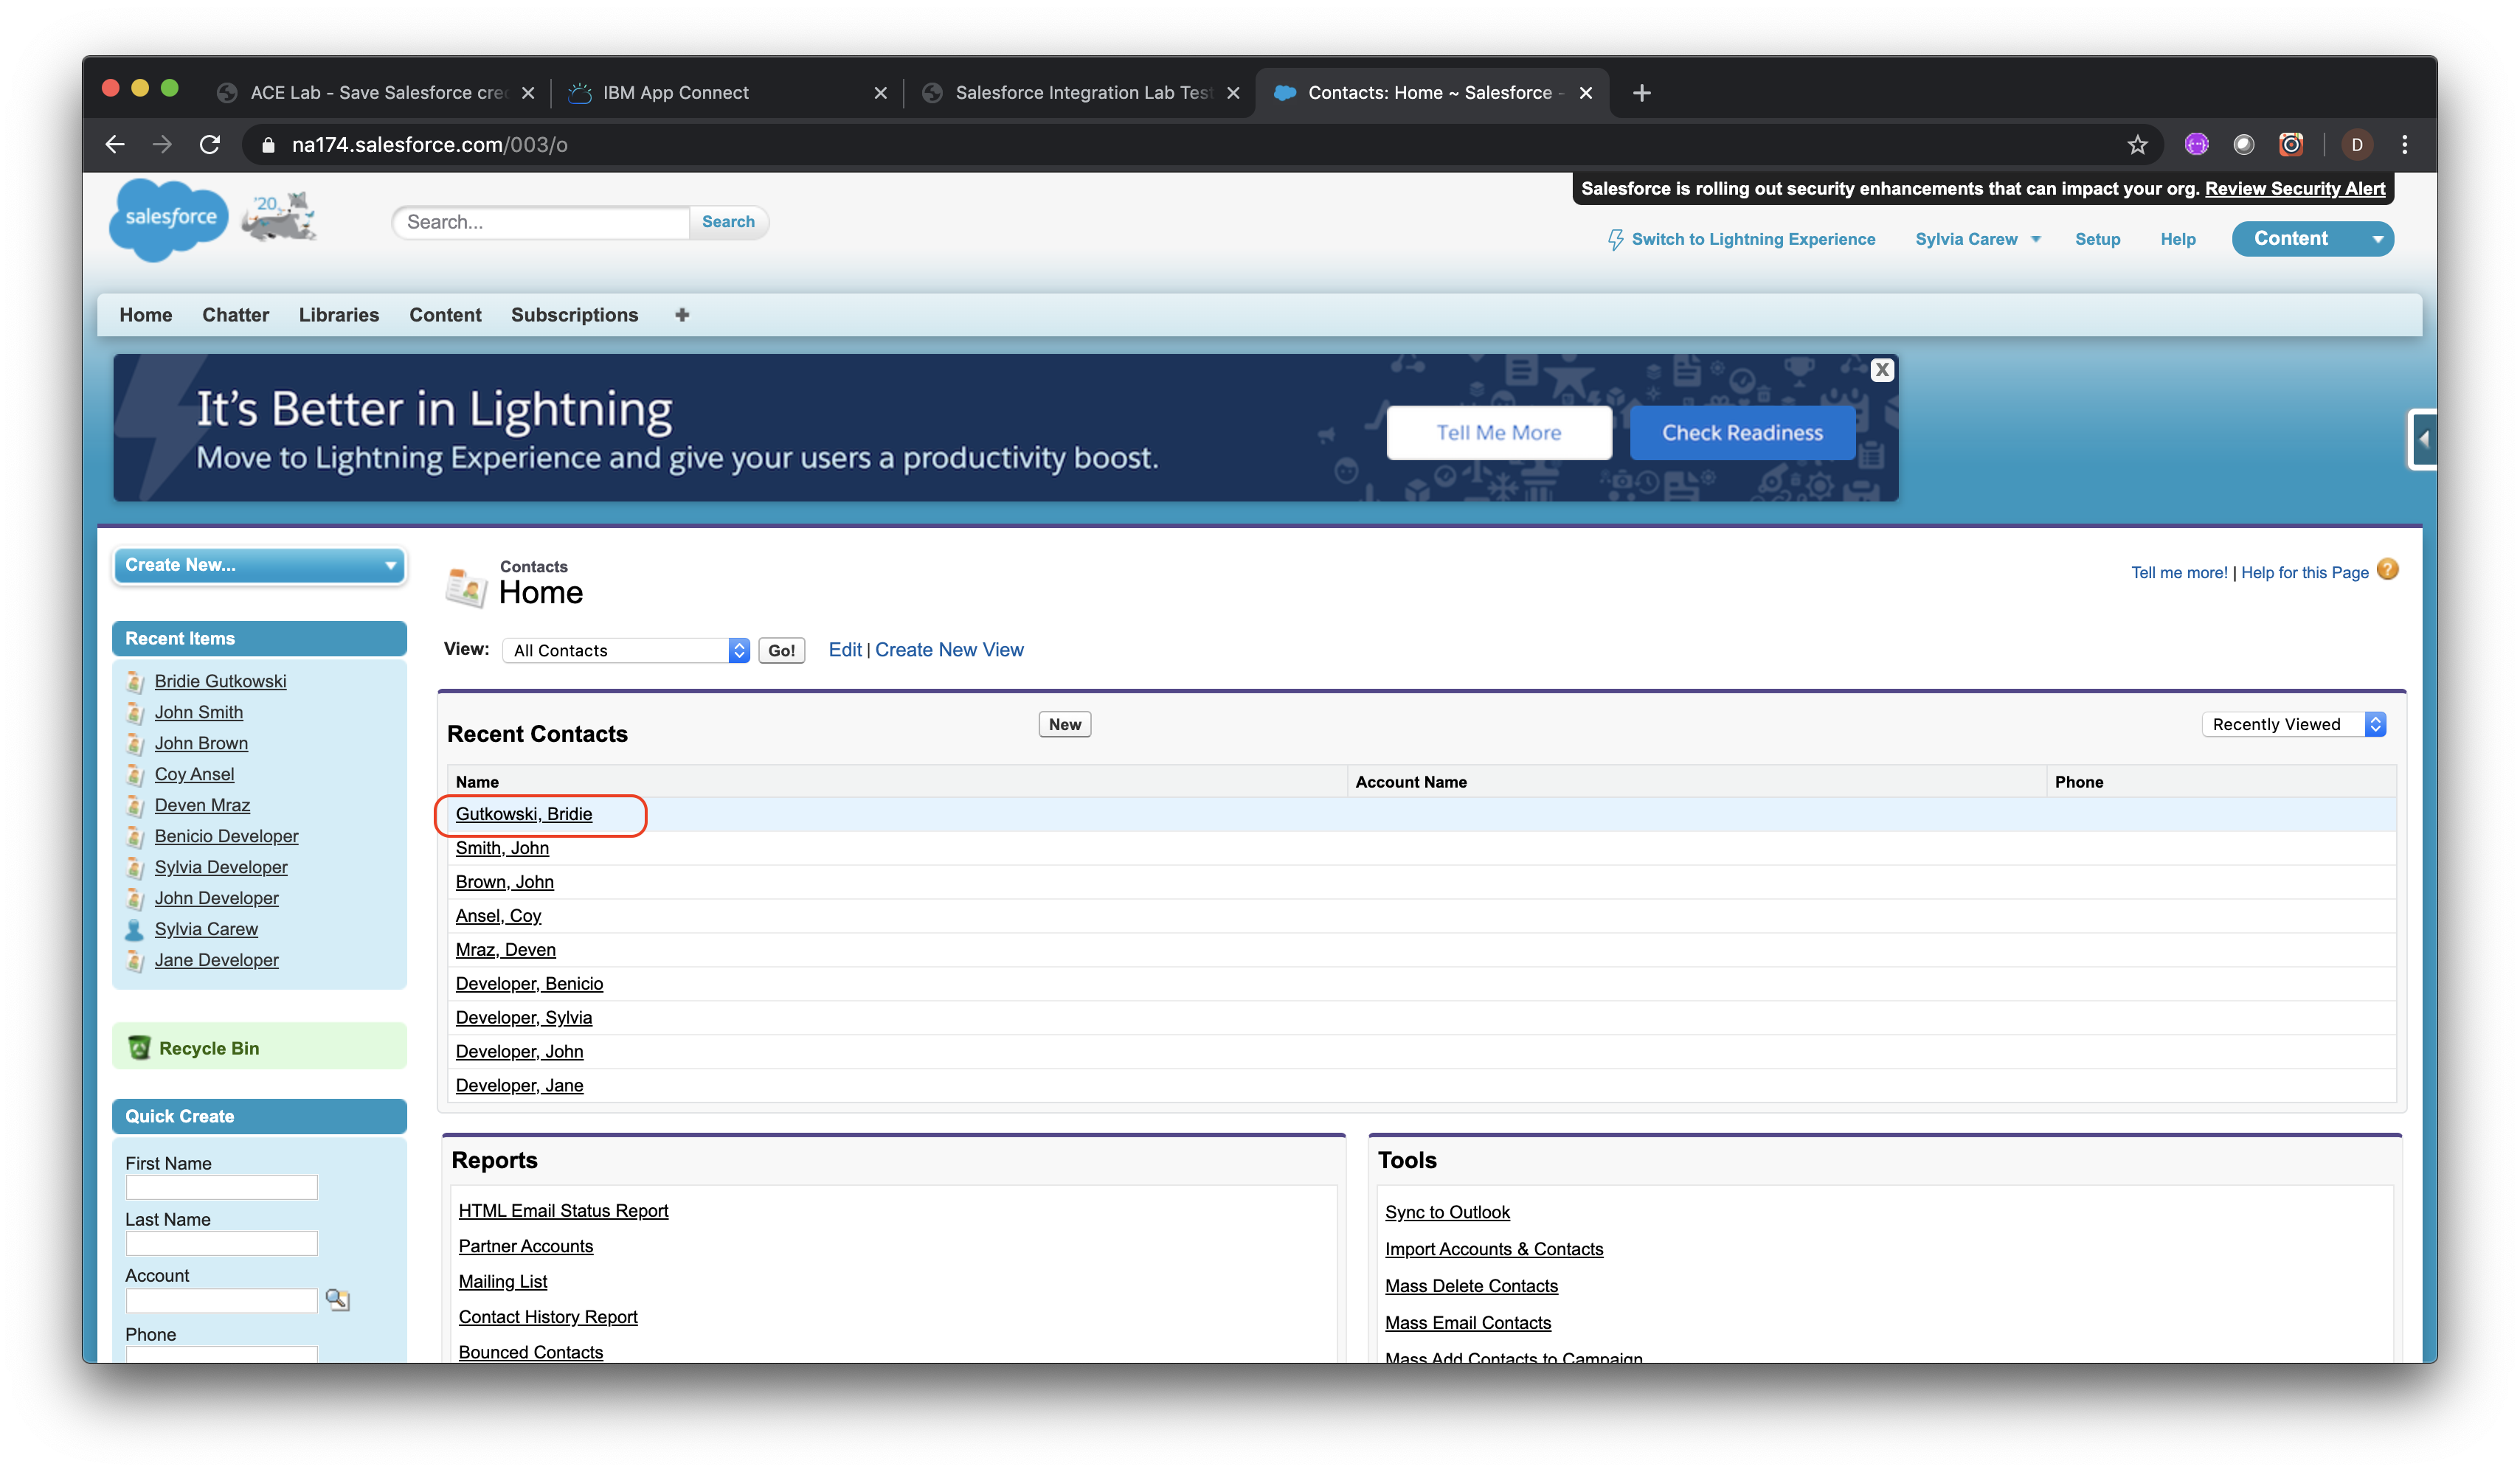 ACE Lab - Save Salesforce cre
IBM App Connect
Salesforce Integration Lab Test
Contacts: Home ~ Salesforce -
na174.salesforce.com/003/o
D
salesforce
'20
Search...
Search
Salesforce is rolling out security enhancements that can impact your org. Review Security Alert
Switch to Lightning Experience
Sylvia Carew
Setup
Help
Content
Home
Chatter
Libraries
Content
Subscriptions
It's Better in Lightning
Move to Lightning Experience and give your users a productivity boost.
Tell Me More
Check Readiness
X
Create New...
Recent Items
Bridie Gutkowski
John Smith
John Brown
Coy Ansel
Deven Mraz
Benicio Developer
Sylvia Developer
John Developer
Sylvia Carew
Jane Developer
Recycle Bin
Quick Create
First Name
Last Name
Account
Phone
Contacts
Home
Tell me more! | Help for this Page ?
View: All Contacts Go! Edit | Create New View
Recent Contacts
New
Recently Viewed
Name Account Name Phone
Gutkowski, Bridie
Smith, John
Brown, John
Ansel, Coy
Mraz, Deven
Developer, Benicio
Developer, Sylvia
Developer, John
Developer, Jane
Reports
HTML Email Status Report
Partner Accounts
Mailing List
Contact History Report
Bounced Contacts
Tools
Sync to Outlook
Import Accounts & Contacts
Mass Delete Contacts
Mass Email Contacts
Mass Add Contacts to Campaign